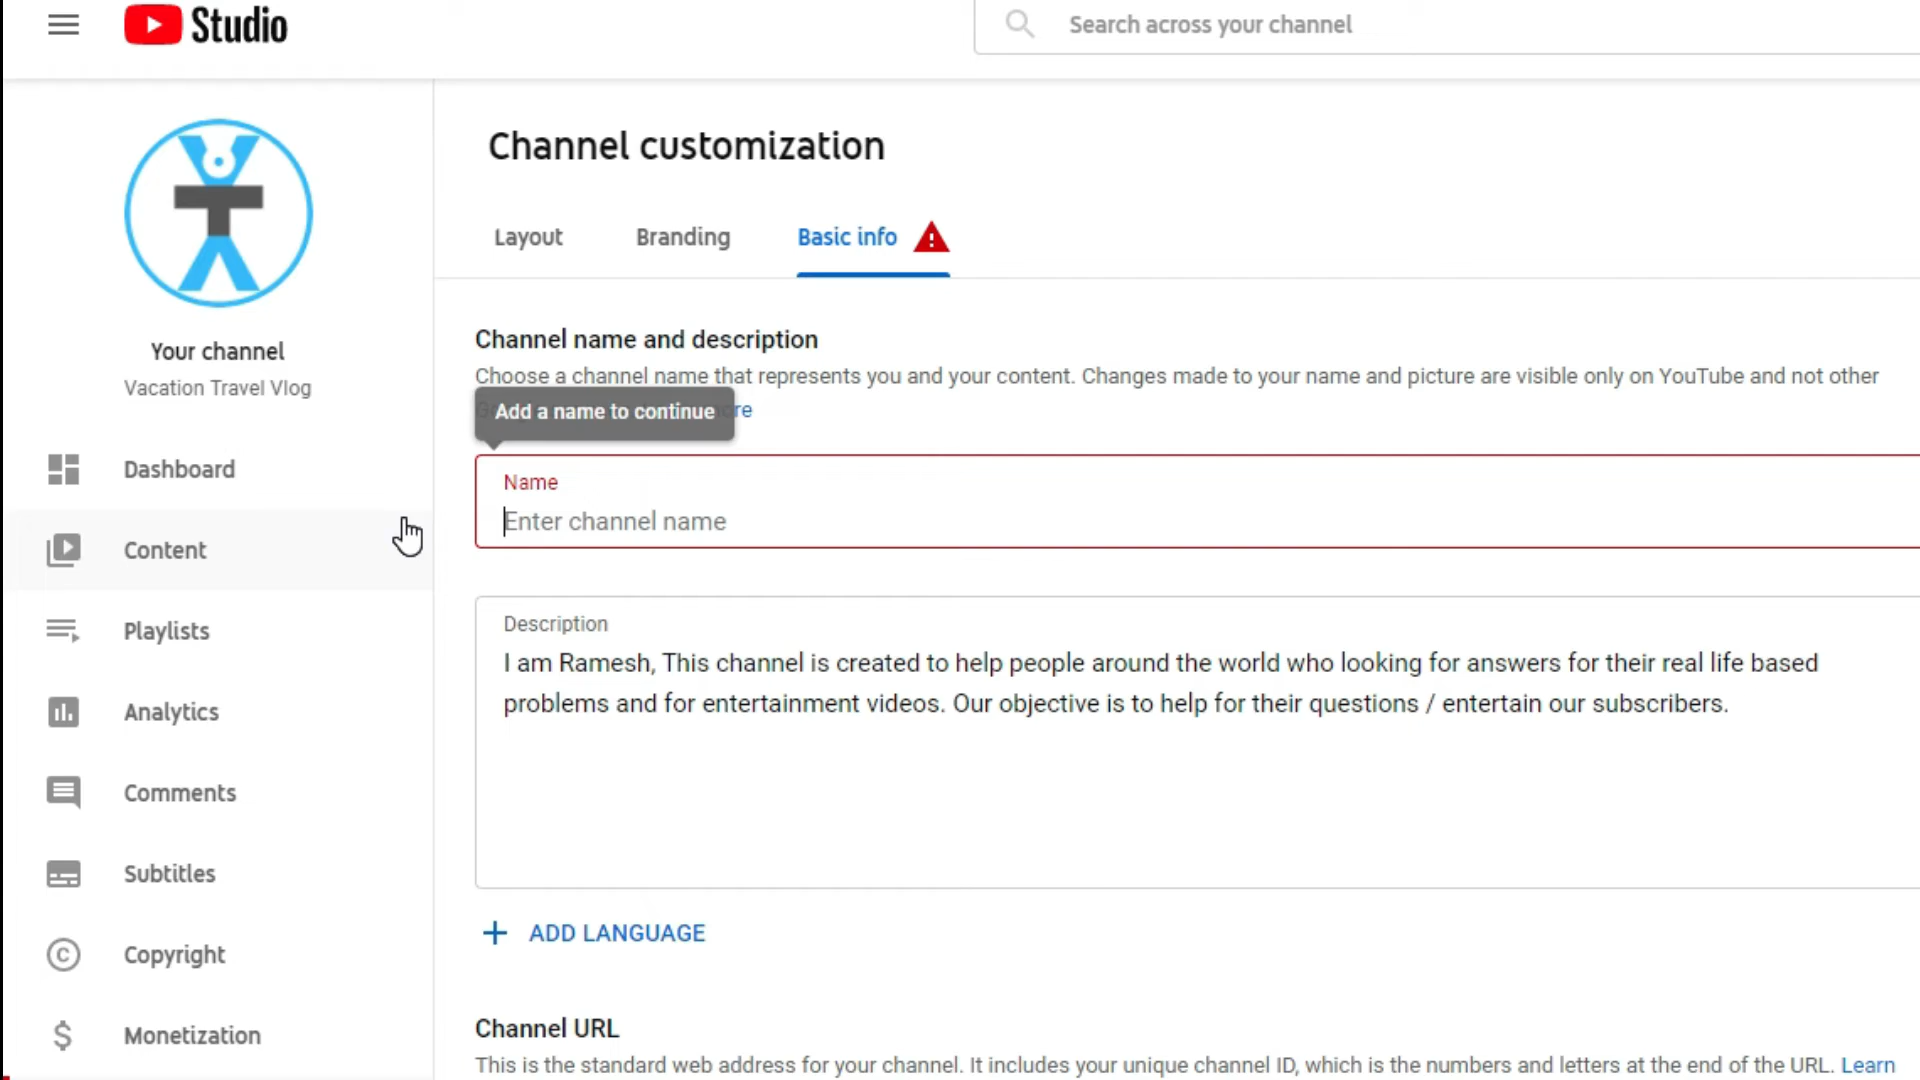 Studio
Search across your channel
Your channel
Vacation Travel Vlog
Dashboard
Content
Playlists
Analytics
Comments
Subtitles
Copyright
Monetization
Channel customization
Layout
Branding
Basic info
Channel name and description
Choose a channel name that represents you and your content. Changes made to your name and picture are visible only on YouTube and not other
Add a name to continue
Name
Enter channel name
Description
I am Ramesh, This channel is created to help people around the world who looking for answers for their real life based
problems and for entertainment videos. Our objective is to help for their questions / entertain our subscribers.
ADD LANGUAGE
Channel URL
This is the standard web address for your channel. It includes your unique channel ID, which is the numbers and letters at the end of the URL. Learn